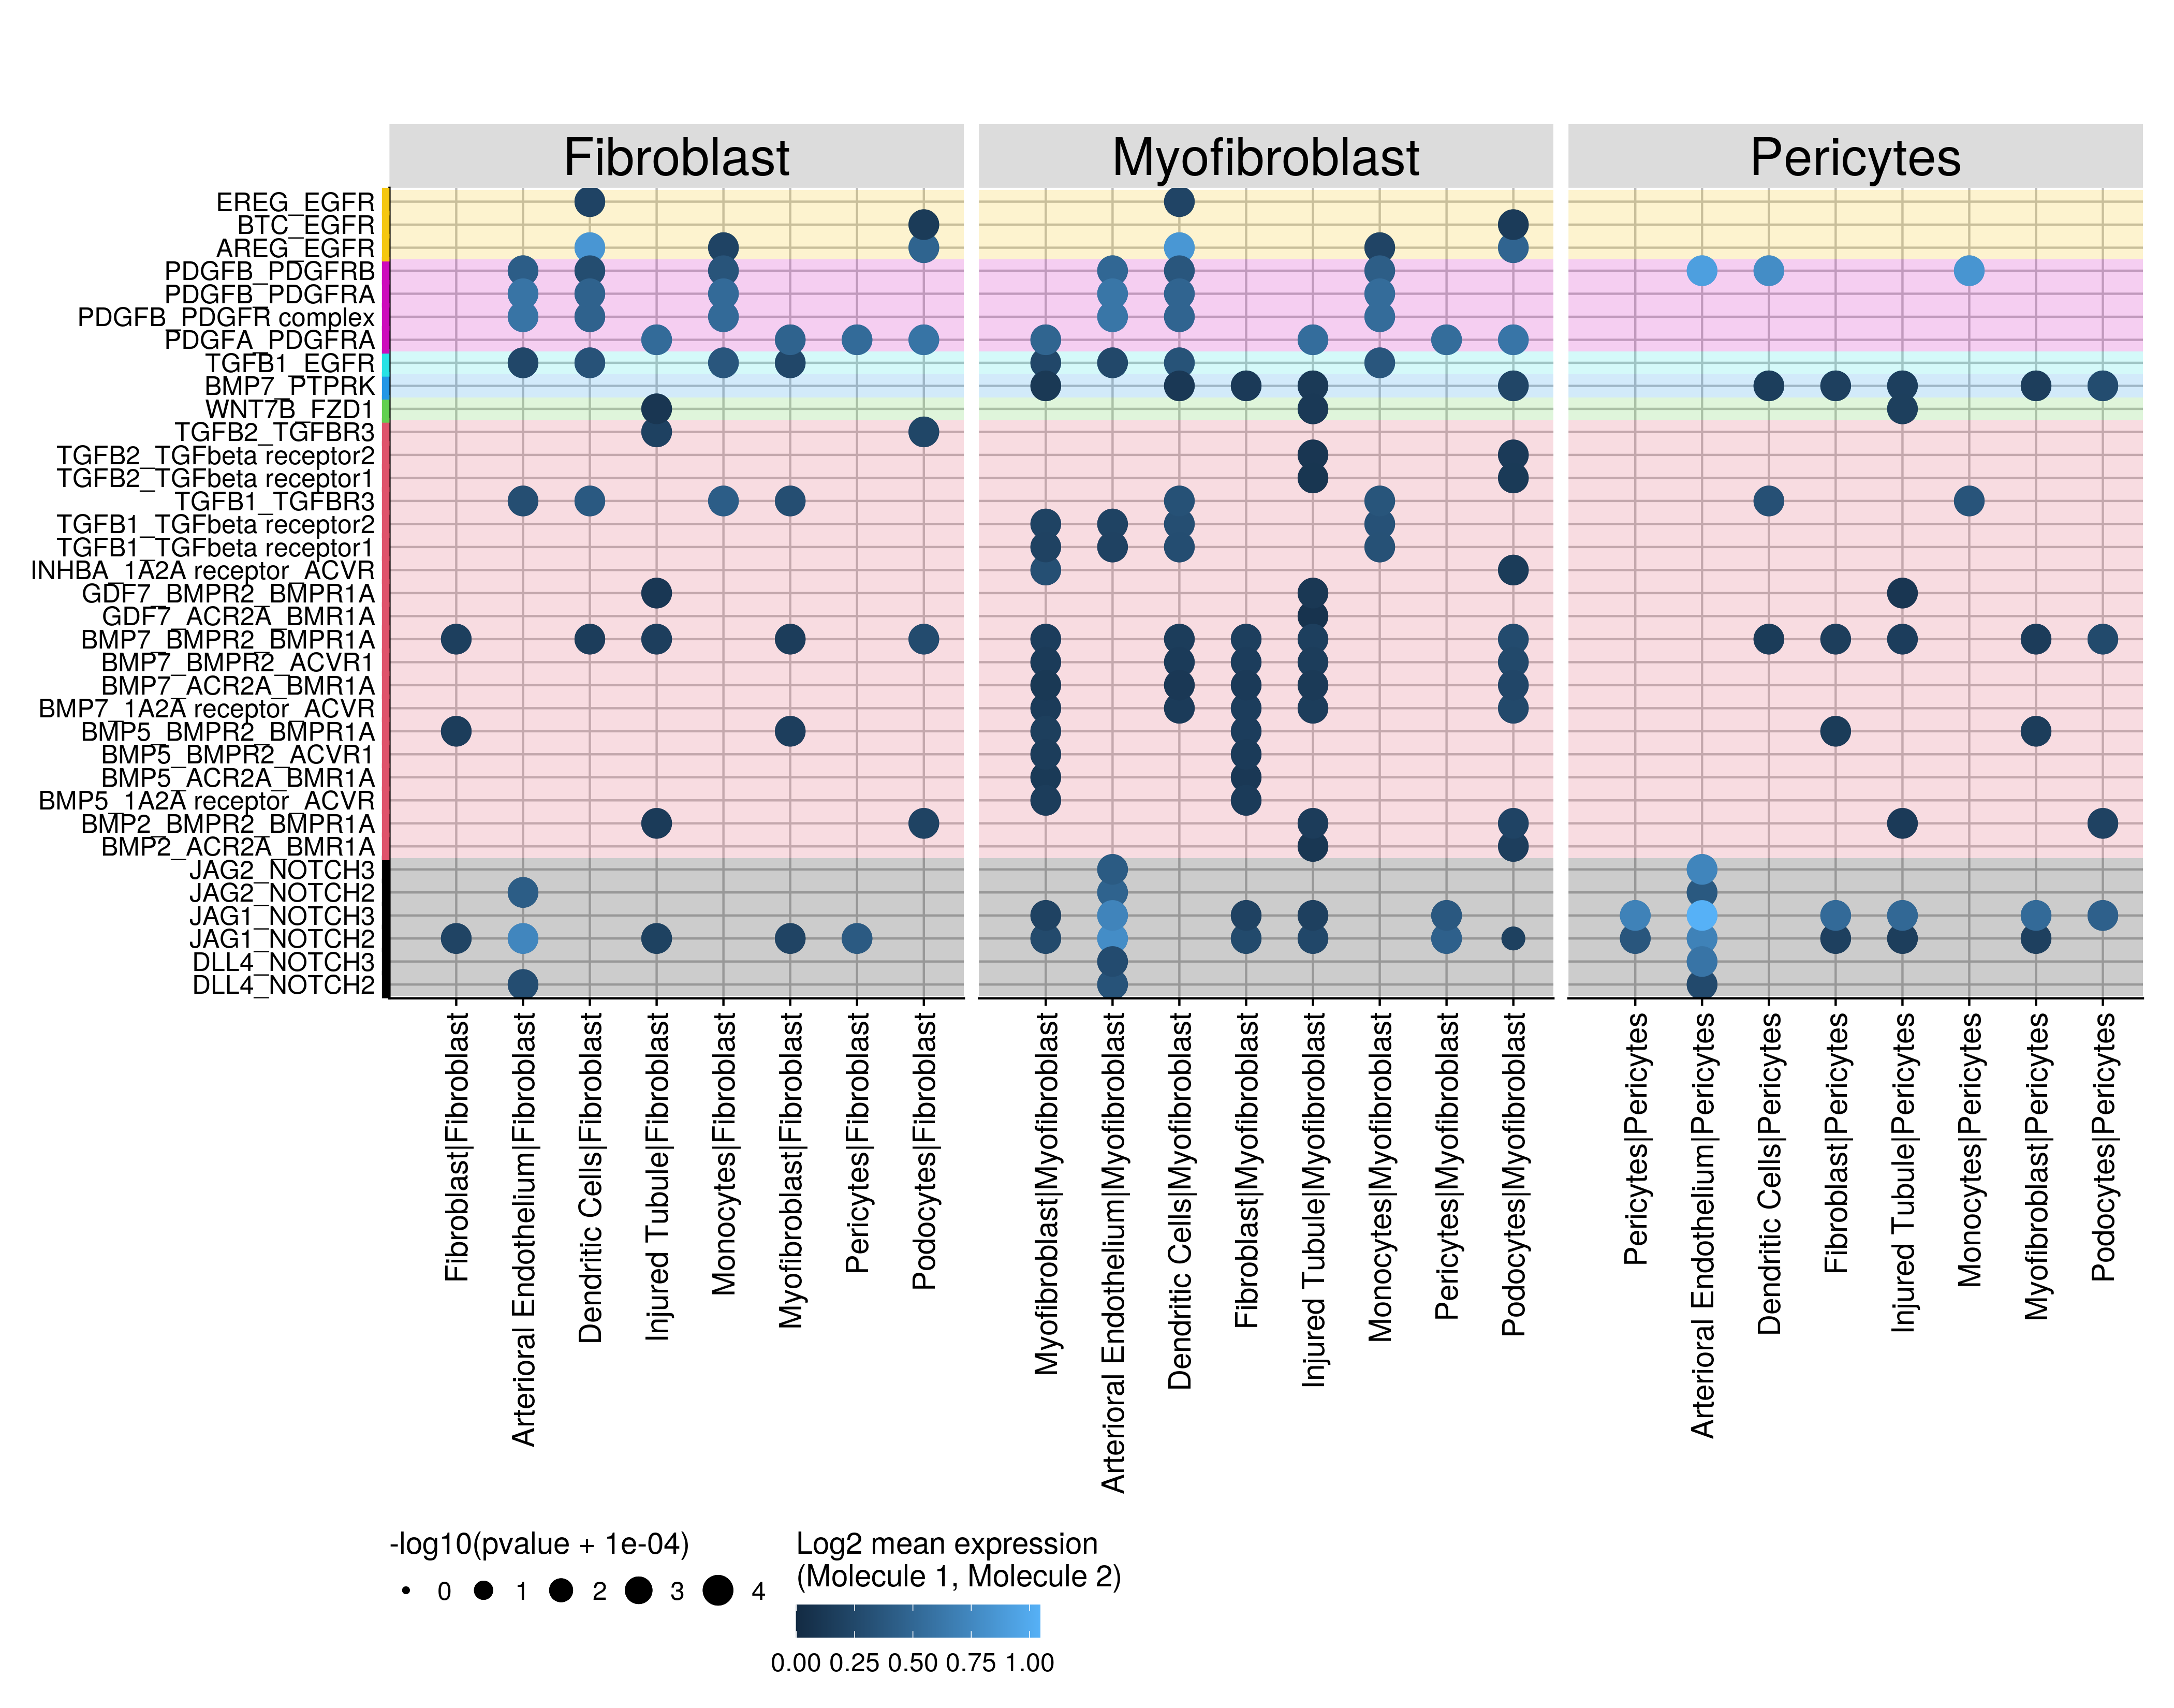 Fibroblast
Myofibroblast
Pericytes
EREG_EGFR
BTC_EGFR
AREG_EGFR
PDGFB_PDGFRB
PDGFB_PDGFRA
PDGFB_PDGFR complex
PDGFA_PDGFRA
TGFB1_EGFR
BMP7_PTPRK
WNT7B_FZD1
TGFB2_TGFBR3
TGFB2_TGFbeta receptor2
TGFB2_TGFbeta receptor1
TGFB1_TGFBR3
TGFB1_TGFbeta receptor2
TGFB1_TGFbeta receptor1
INHBA_1A2A receptor_ACVR
GDF7_BMPR2_BMPR1A
GDF7_ACR2A_BMR1A
BMP7_BMPR2_BMPR1A
BMP7_BMPR2_ACVR1
BMP7_ACR2A_BMR1A
BMP7_1A2A receptor_ACVR
BMP5_BMPR2_BMPR1A
BMP5_BMPR2_ACVR1
BMP5_ACR2A_BMR1A
BMP5_1A2A receptor_ACVR
BMP2_BMPR2_BMPR1A
BMP2_ACR2A_BMR1A
JAG2_NOTCH3
JAG2_NOTCH2
JAG1_NOTCH3
JAG1_NOTCH2
DLL4_NOTCH3
DLL4_NOTCH2
Fibroblast|Fibroblast
Arterioral Endothelium|Fibroblast
Dendritic Cells|Fibroblast
Injured Tubule|Fibroblast
Monocytes|Fibroblast
Myofibroblast|Fibroblast
Pericytes|Fibroblast
Podocytes|Fibroblast
Myofibroblast|Myofibroblast
Arterioral Endothelium|Myofibroblast
Dendritic Cells|Myofibroblast
Fibroblast|Myofibroblast
Injured Tubule|Myofibroblast
Monocytes|Myofibroblast
Pericytes|Myofibroblast
Podocytes|Myofibroblast
Pericytes|Pericytes
Arterioral Endothelium|Pericytes
Dendritic Cells|Pericytes
Fibroblast|Pericytes
Injured Tubule|Pericytes
Monocytes|Pericytes
Myofibroblast|Pericytes
Podocytes|Pericytes
-log10(pvalue + 1e-04)
0 1 2 3 4
Log2 mean expression
(Molecule 1, Molecule 2)
0.00 0.25 0.50 0.75 1.00